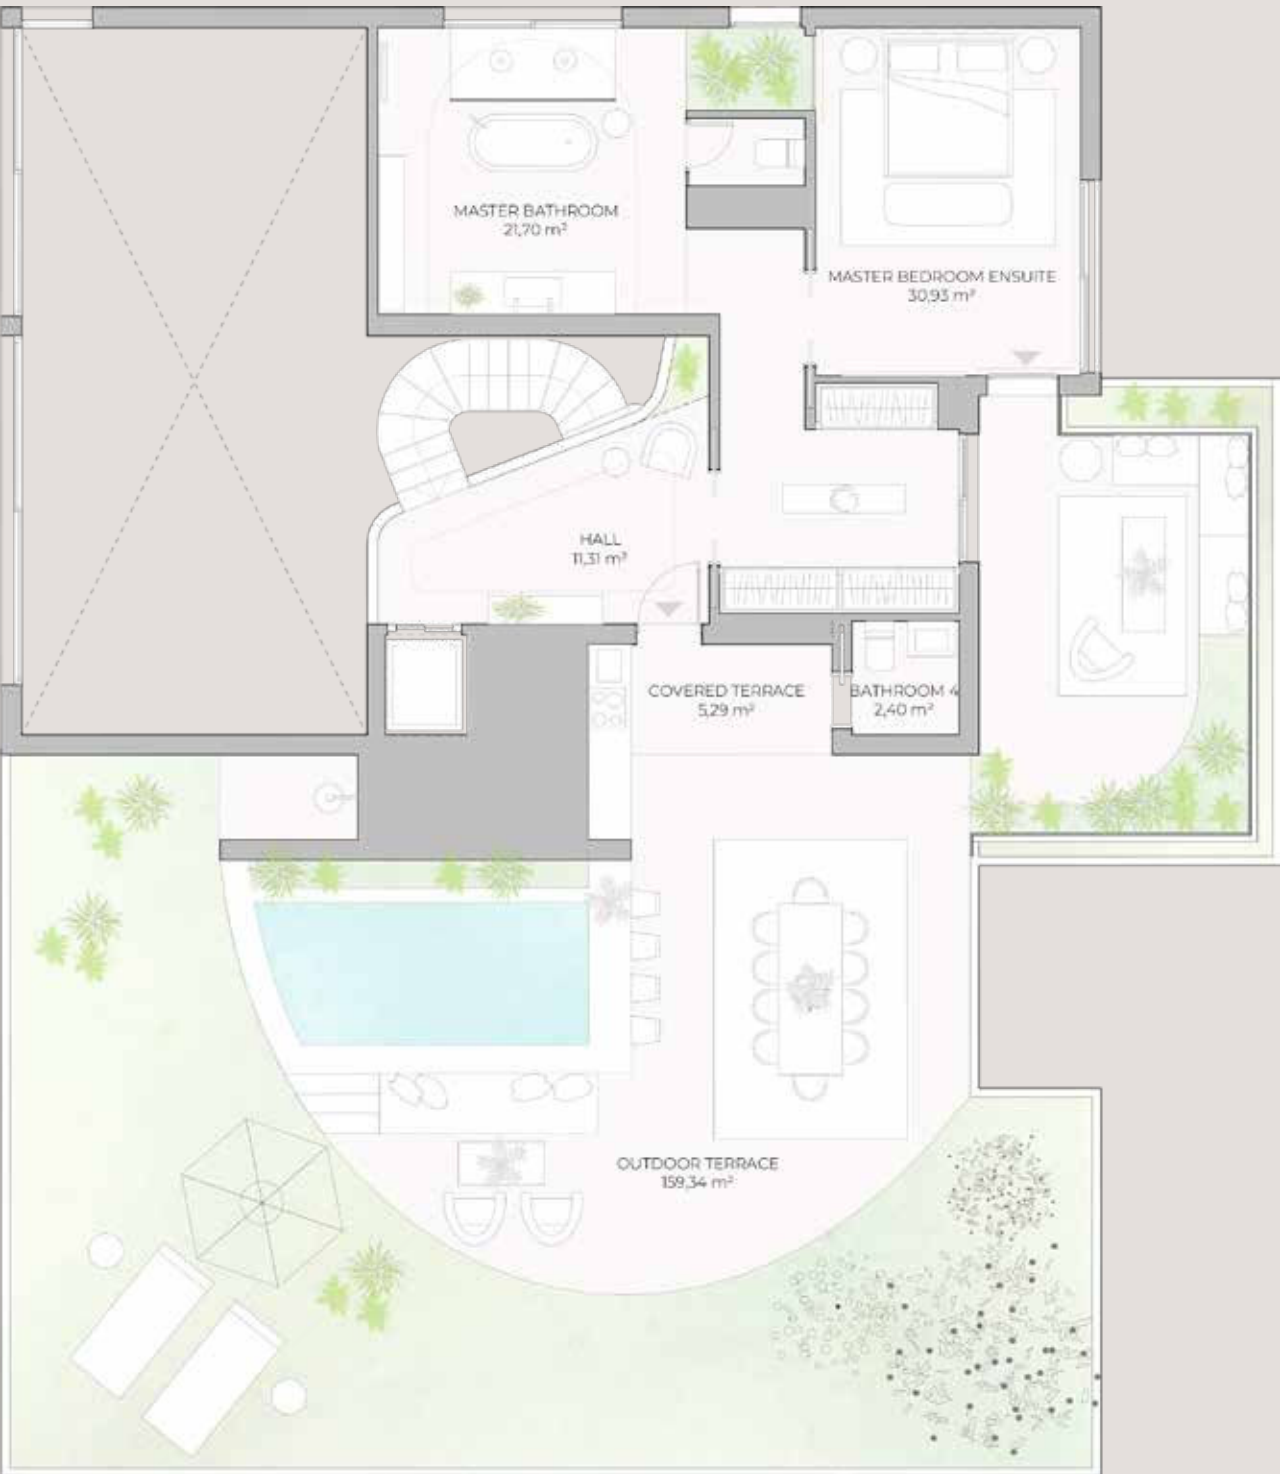 MASTER BATHROOM
21,70 m²
MASTER BEDROOM ENSUITE
30,93 m²
HALL
11,31 m²
COVERED TERRACE
5,29 m²
BATHROOM 4
2,40 m²
OUTDOOR TERRACE
159,34 m²